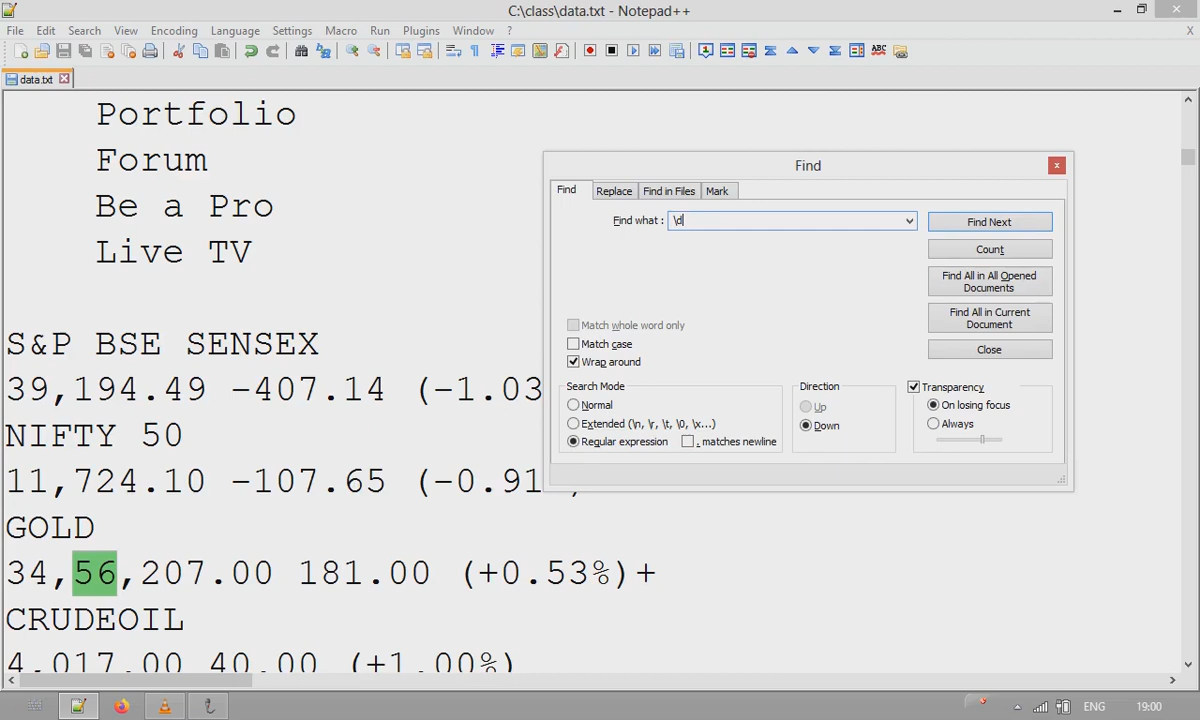 C:\class\data.txt - Notepad++
File Edit Search View Encoding Language Settings Macro Run Plugins Window ?
X
data.txt
Portfolio
Forum
Be a Pro
Live TV
S&P BSE SENSEX
39,194.49 -407.14 (-1.03
NIFTY 50
11,724.10 -107.65 (-0.91
GOLD
34,56,207.00 181.00 (+0.53%)+
CRUDEOIL
4,017.00 40.00 (+1.00%)
Find
Find Replace Find in Files Mark
Find what : \d
Find Next
Count
Find All in All Opened
Documents
Find All in Current
Document
Close
Match whole word only
Match case
Wrap around
Search Mode
Normal
Extended (\n, \r, \t, \0, \x...)
Regular expression . matches newline
Direction
Up
Down
Transparency
On losing focus
Always
ENG 19:00